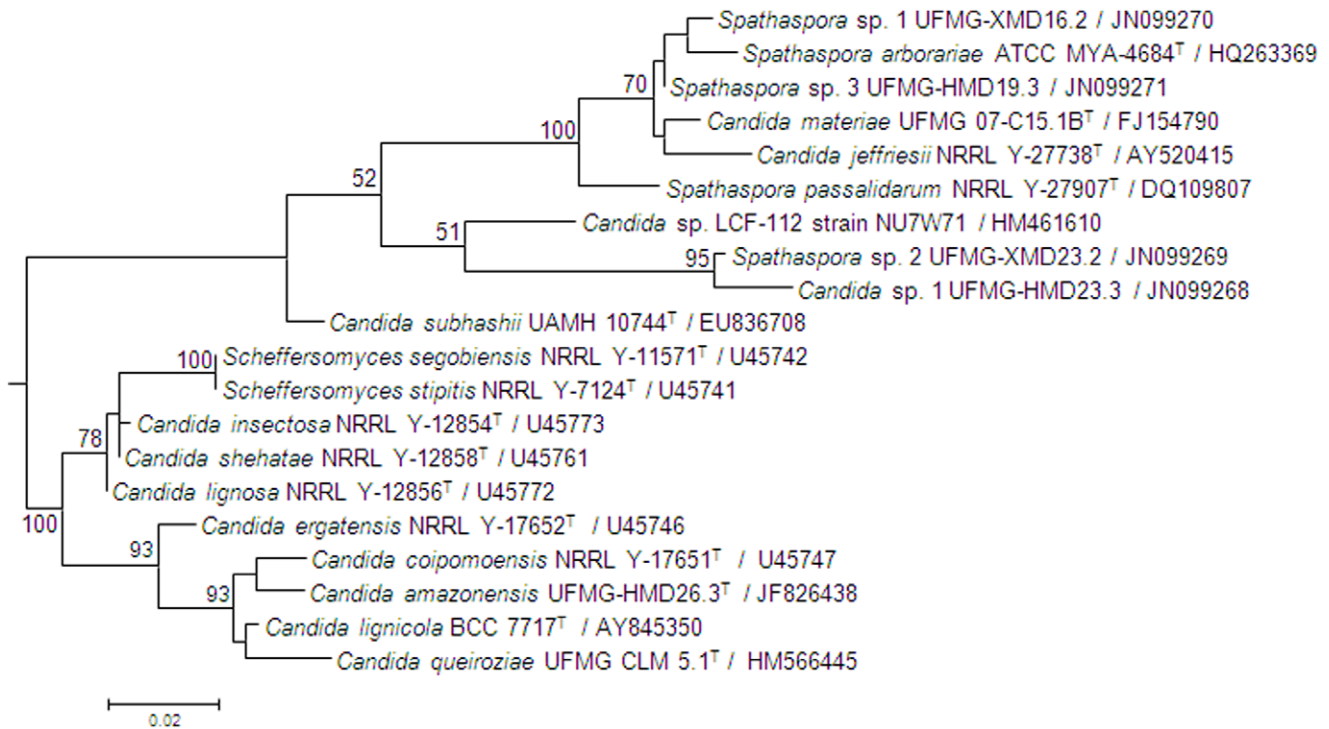 Spathaspora sp. 1 UFMG-XMD16.2 / JN099270
Spathaspora arborariae ATCC MYA-4684ᵀ / HQ263369
70
Spathaspora sp. 3 UFMG-HMD19.3 / JN099271
Candida materiae UFMG 07-C15.1Bᵀ / FJ154790
100
Candida jeffriesii NRRL Y-27738ᵀ / AY520415
52
Spathaspora passalidarum NRRL Y-27907ᵀ / DQ109807
Candida sp. LCF-112 strain NU7W71 / HM461610
51
95
Spathaspora sp. 2 UFMG-XMD23.2 / JN099269
Candida sp. 1 UFMG-HMD23.3 / JN099268
Candida subhashii UAMH 10744ᵀ / EU836708
100
Scheffersomyces segobiensis NRRL Y-11571ᵀ / U45742
Scheffersomyces stipitis NRRL Y-7124ᵀ / U45741
Candida insectosa NRRL Y-12854ᵀ / U45773
78
Candida shehatae NRRL Y-12858ᵀ / U45761
Candida lignosa NRRL Y-12856ᵀ / U45772
100
Candida ergatensis NRRL Y-17652ᵀ / U45746
93
Candida coipomoensis NRRL Y-17651ᵀ / U45747
93
Candida amazonensis UFMG-HMD26.3ᵀ / JF826438
Candida lignicola BCC 7717ᵀ / AY845350
Candida queiroziae UFMG CLM 5.1ᵀ / HM566445
0.02